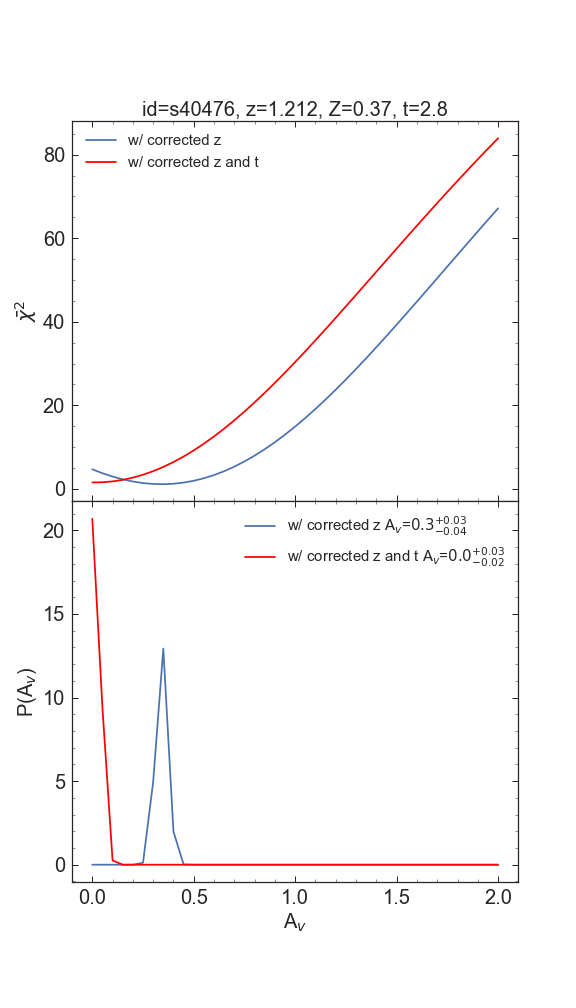 id=s40476, z=1.212, Z=0.37, t=2.8
w/ corrected z
w/ corrected z and t
80
60
40
20
0
χ̄²
w/ corrected z A_v=0.3^{+0.03}_{-0.04}
w/ corrected z and t A_v=0.0^{+0.03}_{-0.02}
20
15
10
5
0
P(A_v)
0.0 0.5 1.0 1.5 2.0
A_v